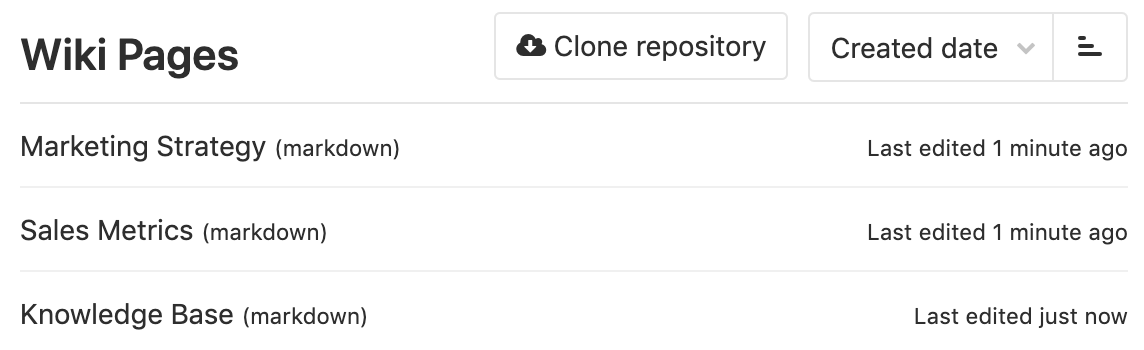 Wiki Pages Clone repository Created date
Marketing Strategy (markdown) Last edited 1 minute ago
Sales Metrics (markdown) Last edited 1 minute ago
Knowledge Base (markdown) Last edited just now